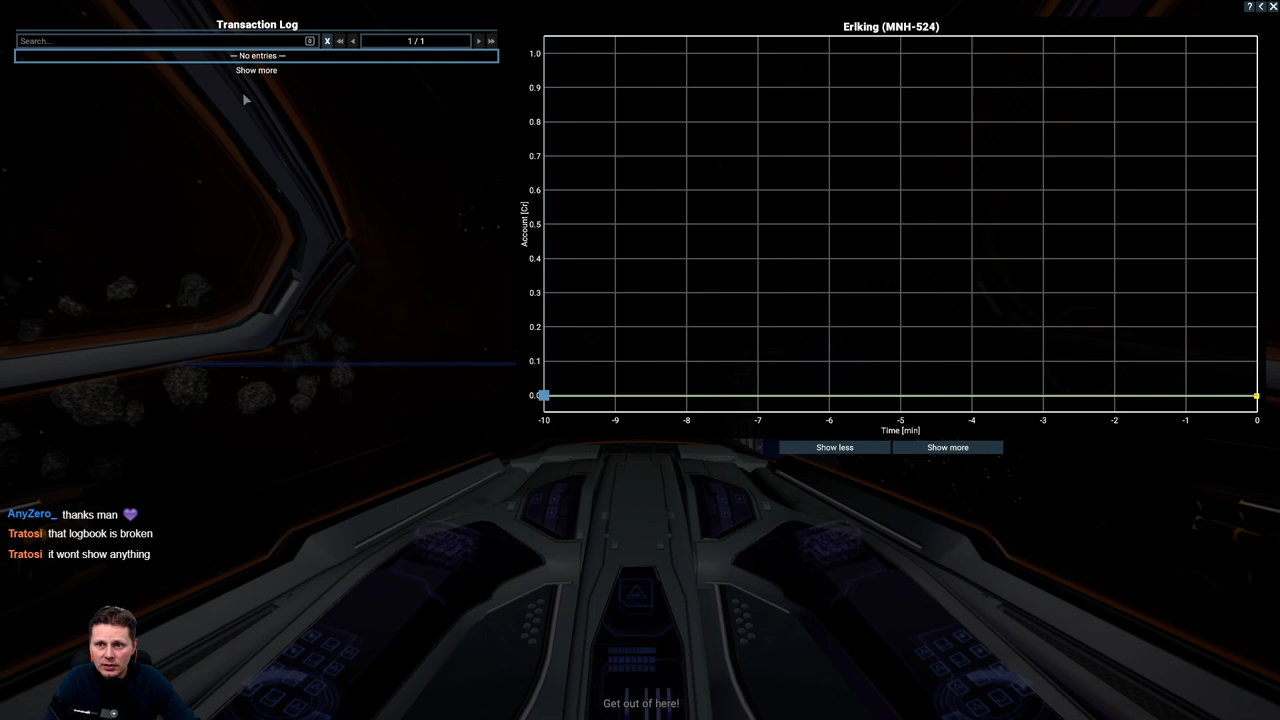 Transaction Log
Search...
0
X
1 / 1
— No entries —
Show more
? 
Erlking (MNH-524)
Account [Cr]
1.0
0.9
0.8
0.7
0.6
0.5
0.4
0.3
0.2
0.1
0.0
-10 -9 -8 -7 -6 -5 -4 -3 -2 -1 0
Time [min]
Show less Show more
AnyZero_ thanks man
Tratosi that logbook is broken
Tratosi it wont show anything
Get out of here!